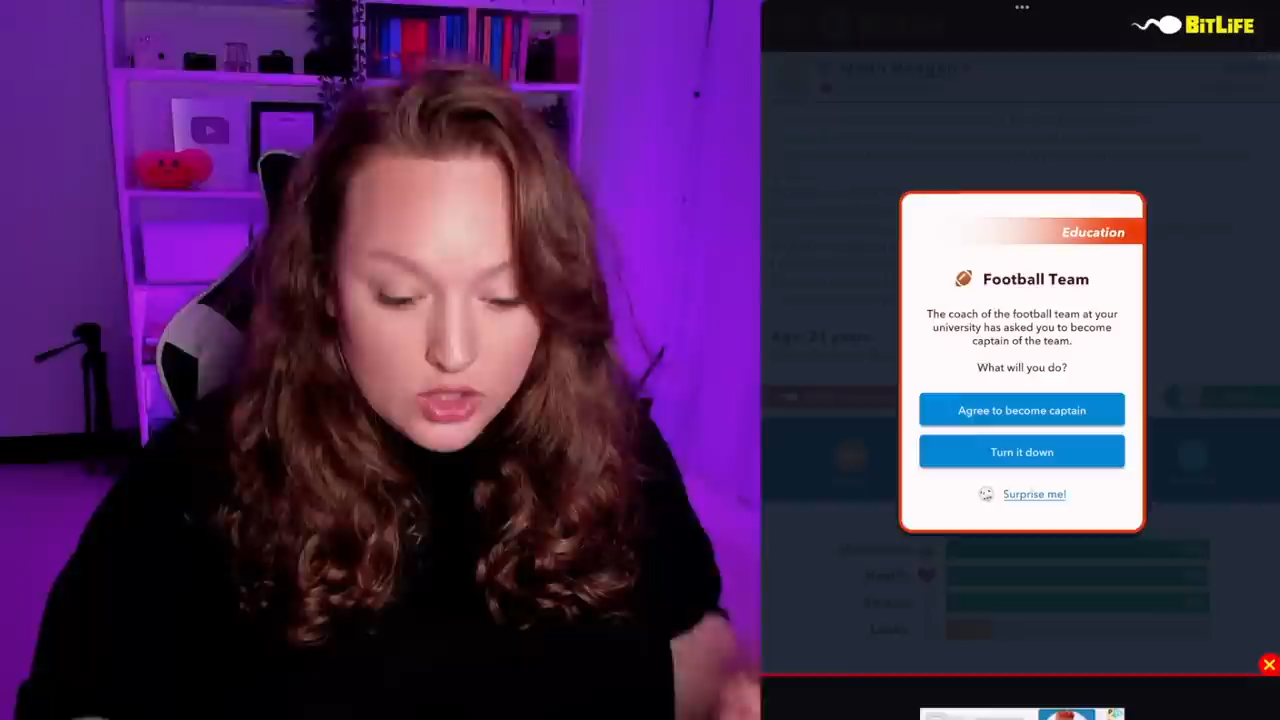 BitLife
Education
Football Team
The coach of the football team at your
university has asked you to become
captain of the team.
What will you do?
Agree to become captain
Turn it down
Surprise me!